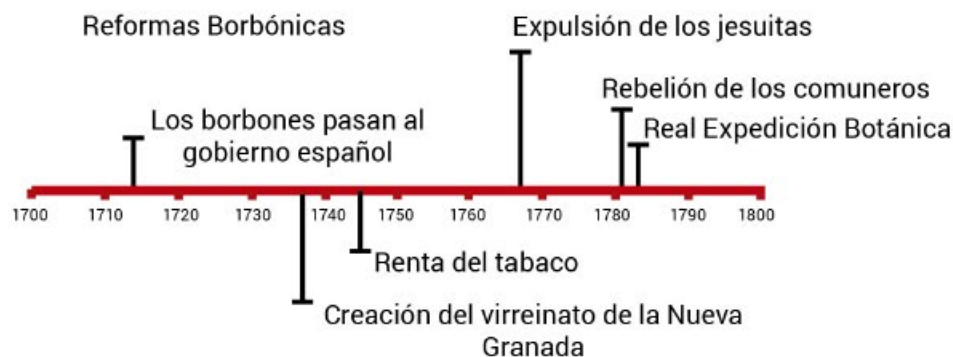 Reformas Borbónicas
Expulsión de los jesuitas
Rebelión de los comuneros
Real Expedición Botánica
Los borbones pasan al
gobierno español
1700 1710 1720 1730 1740 1750 1760 1770 1780 1790 1800
Renta del tabaco
Creación del virreinato de la Nueva
Granada